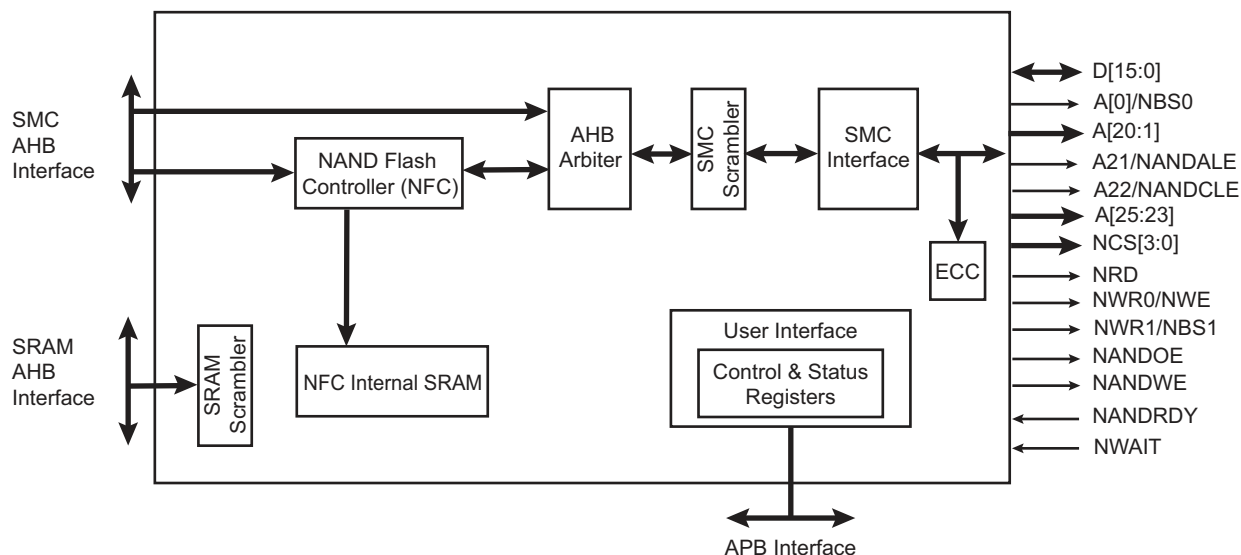 SMC
AHB
Interface
NAND Flash
Controller (NFC)
AHB
Arbiter
SMC
Scrambler
SMC
Interface
ECC
SRAM
AHB
Interface
SRAM
Scrambler
NFC Internal SRAM
User Interface
Control & Status
Registers
APB Interface
D[15:0]
A[0]/NBS0
A[20:1]
A21/NANDALE
A22/NANDCLE
A[25:23]
NCS[3:0]
NRD
NWR0/NWE
NWR1/NBS1
NANDOE
NANDWE
NANDRDY
NWAIT